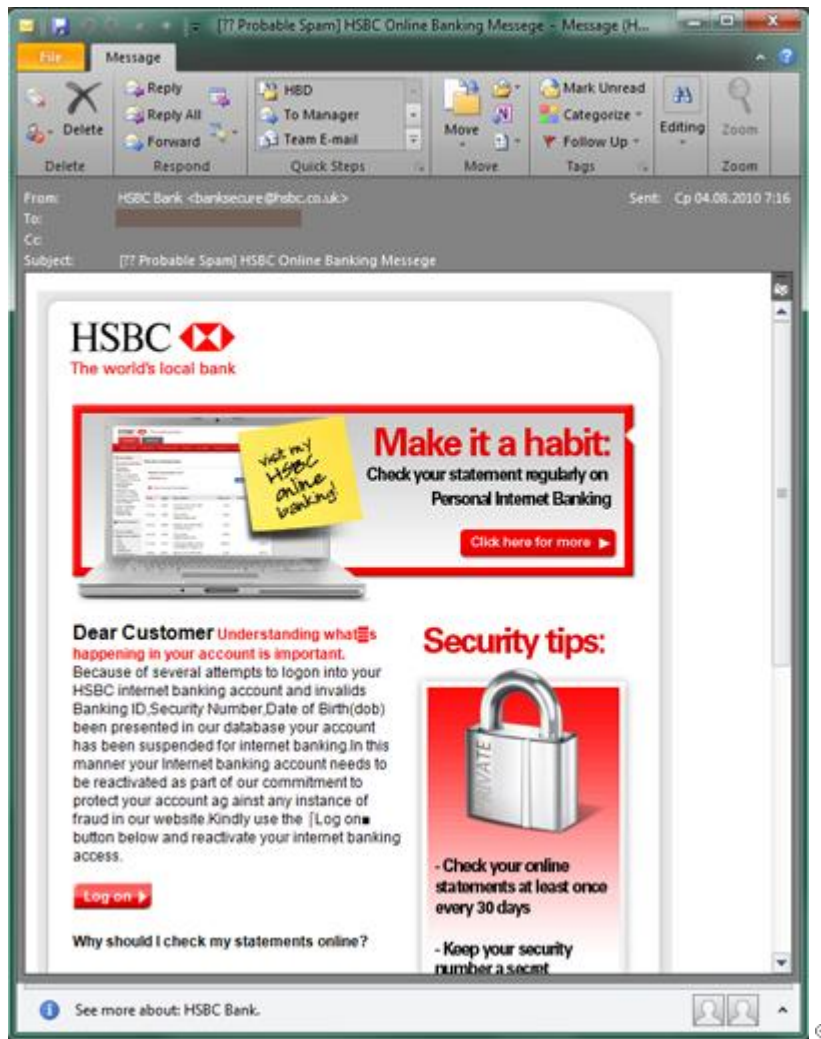 [?? Probable Spam] HSBC Online Banking Messege - Message (H...
File Message
Delete
Reply
Reply All
Forward
HBD
To Manager
Team E-mail
Move
Mark Unread
Categorize
Follow Up
Editing
Zoom
Delete Respond Quick Steps Move Tags Zoom
From: HSBC Bank <banksecure@hsbc.co.uk> Sent: Ср 04.08.2010 7:16
To:
Cc:
Subject: [?? Probable Spam] HSBC Online Banking Messege
HSBC
The world's local bank
visit my
HSBC
online
banking!
Make it a habit:
Check your statement regularly on
Personal Internet Banking
Click here for more
Dear Customer Understanding what s
happening in your account is important.
Because of several attempts to logon into your
HSBC internet banking account and invalids
Banking ID,Security Number,Date of Birth(dob)
been presented in our database your account
has been suspended for internet banking.In this
manner your Internet banking account needs to
be reactivated as part of our commitment to
protect your account ag ainst any instance of
fraud in our website.Kindly use the ⌠Log on■
button below and reactivate your internet banking
access.
Log on
Why should I check my statements online?
Security tips:
PRIVATE
- Check your online
statements at least once
every 30 days
- Keep your security
number a secret
See more about: HSBC Bank.